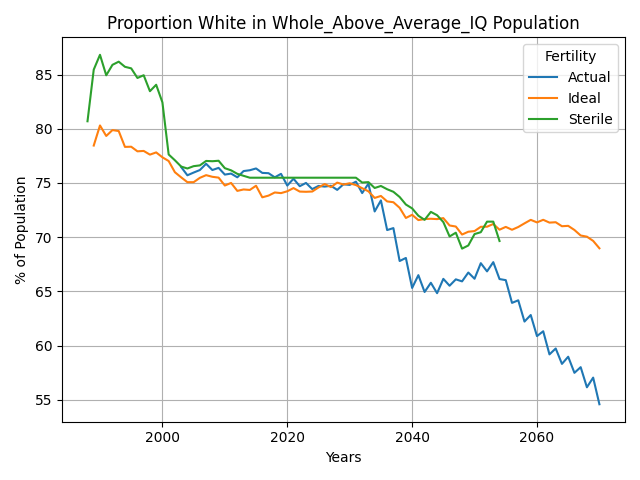 Proportion White in Whole_Above_Average_IQ Population
Fertility
Actual
Ideal
Sterile
% of Population
85
80
75
70
65
60
55
2000
2020
2040
2060
Years